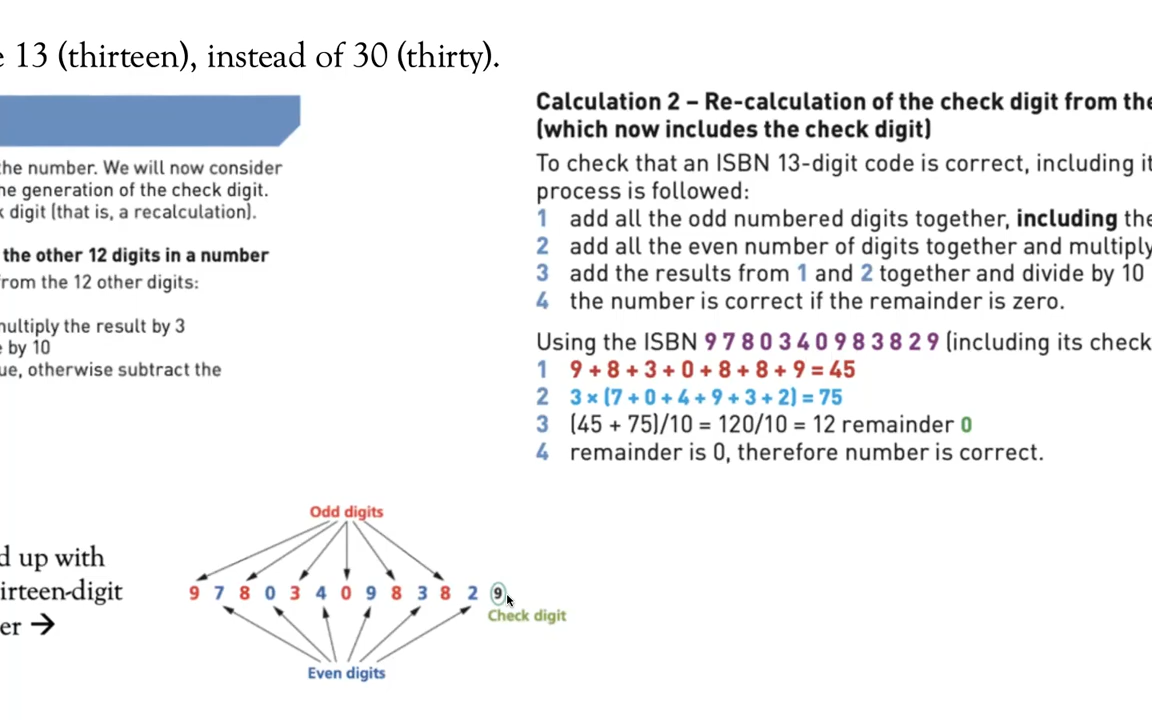 13 (thirteen), instead of 30 (thirty).
the number. We will now consider
generation of the check digit.
digit (that is, a recalculation).
the other 12 digits in a number
from the 12 other digits:
multiply the result by 3
by 10
otherwise subtract the
Calculation 2 – Re-calculation of the check digit from the
(which now includes the check digit)
To check that an ISBN 13-digit code is correct, including
process is followed:
1 add all the odd numbered digits together, including the
2 add all the even number of digits together and multiply
3 add the results from 1 and 2 together and divide by 10
4 the number is correct if the remainder is zero.
Using the ISBN 9 7 8 0 3 4 0 9 8 3 8 2 9 (including its check
1 9 + 8 + 3 + 0 + 8 + 8 + 9 = 45
2 3 × (7 + 0 + 4 + 9 + 3 + 2) = 75
3 (45 + 75)/10 = 120/10 = 12 remainder 0
4 remainder is 0, therefore number is correct.
up with
irteen-digit
er →
Odd digits
9 7 8 0 3 4 0 9 8 3 8 2 9
Check digit
Even digits